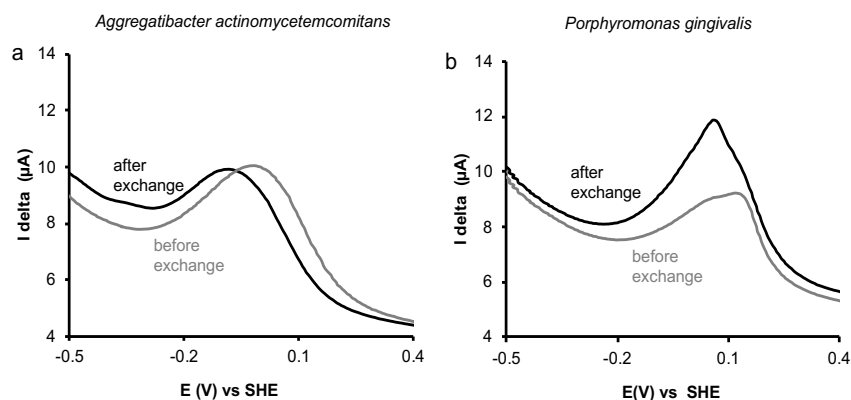 Aggregatibacter actinomycetemcomitans
a
14
12
10
8
6
4
I delta (µA)
after
exchange
before
exchange
-0.5
-0.2
0.1
0.4
E (V) vs SHE
Porphyromonas gingivalis
b
14
12
10
8
6
4
I delta (µA)
after
exchange
before
exchange
-0.5
-0.2
0.1
0.4
E(V) vs SHE